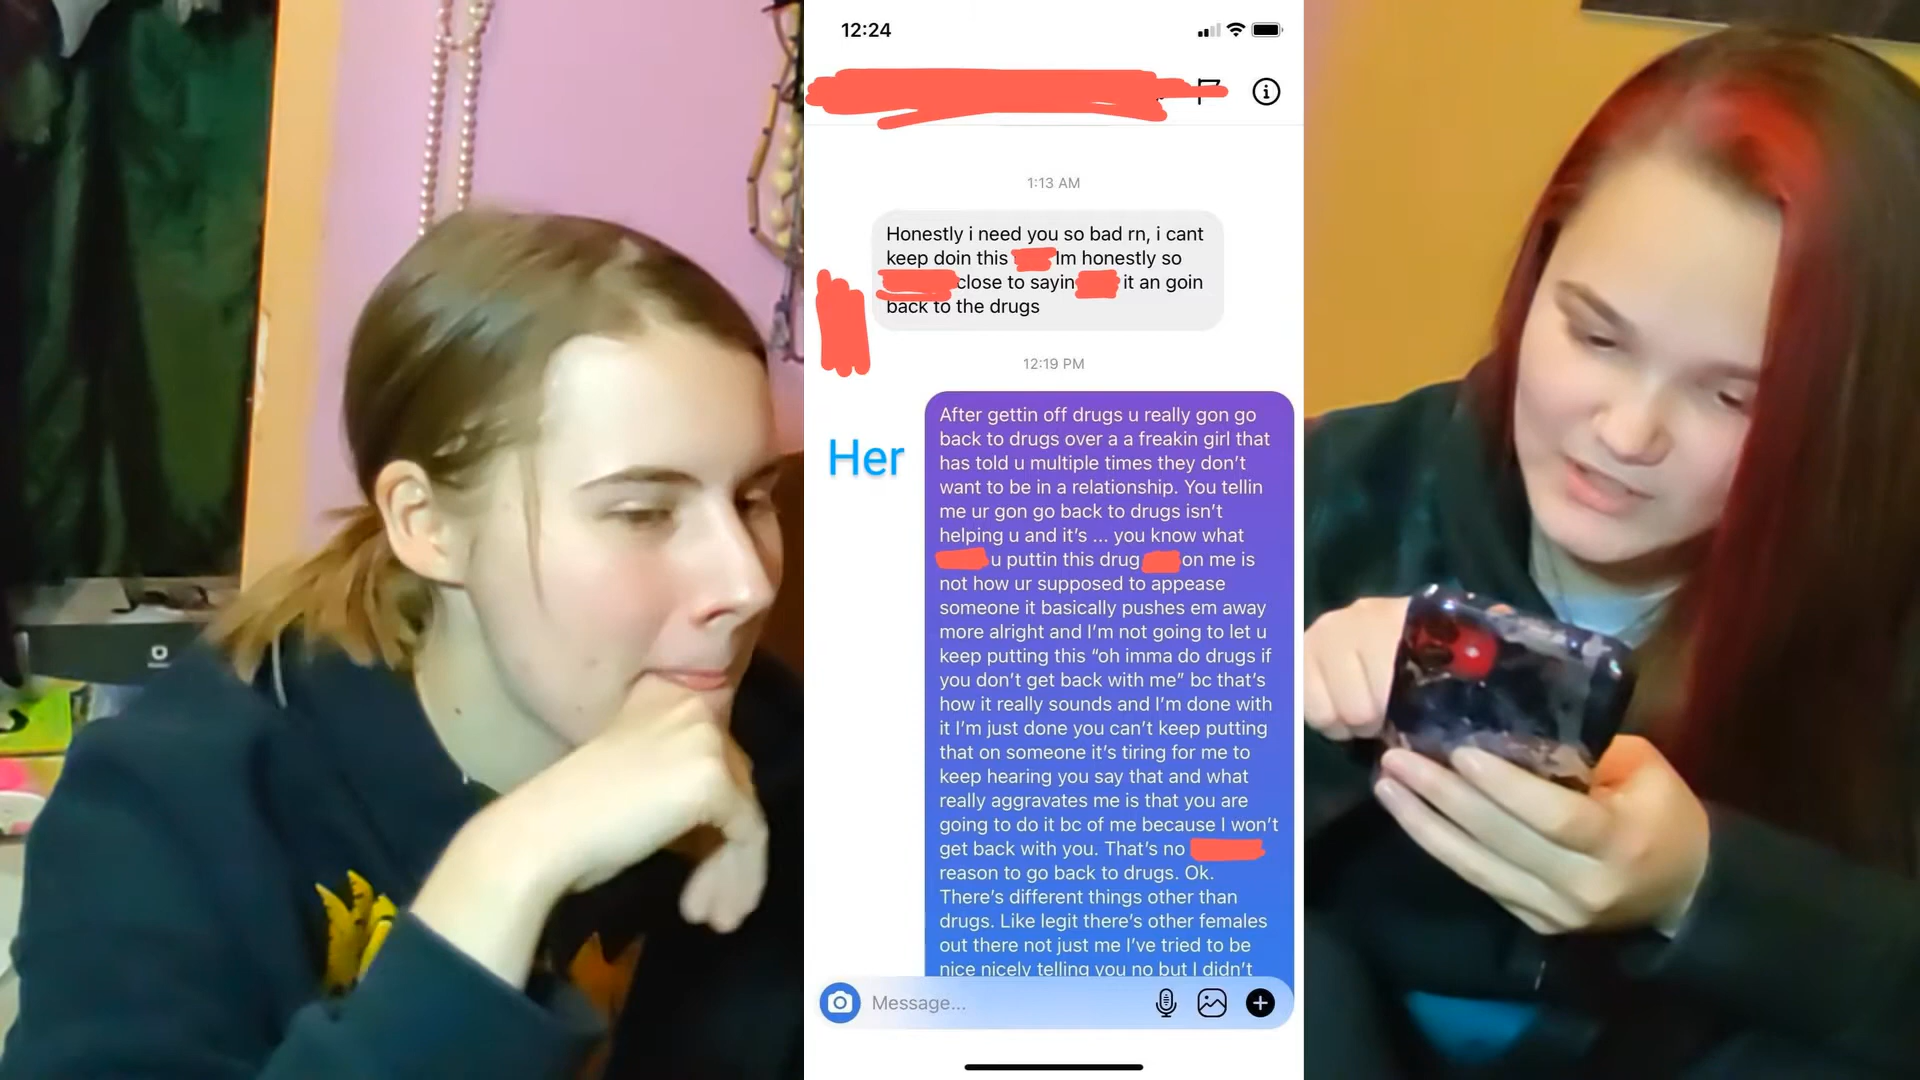 12:24
1:13 AM
Honestly i need you so bad rn, i cant
keep doin this Im honestly so
close to sayin it an goin
back to the drugs
12:19 PM
Her
After gettin off drugs u really gon go
back to drugs over a a freakin girl that
has told u multiple times they don't
want to be in a relationship. You tellin
me ur gon go back to drugs isn't
helping u and it's ... you know what
u puttin this drug on me is
not how ur supposed to appease
someone it basically pushes em away
more alright and I'm not going to let u
keep putting this “oh imma do drugs if
you don't get back with me” bc that's
how it really sounds and I'm done with
it I'm just done you can't keep putting
that on someone it's tiring for me to
keep hearing you say that and what
really aggravates me is that you are
going to do it bc of me because I won't
get back with you. That's no
reason to go back to drugs. Ok.
There's different things other than
drugs. Like legit there's other females
out there not just me I've tried to be
nice nicely telling you no but I didn't
Message...